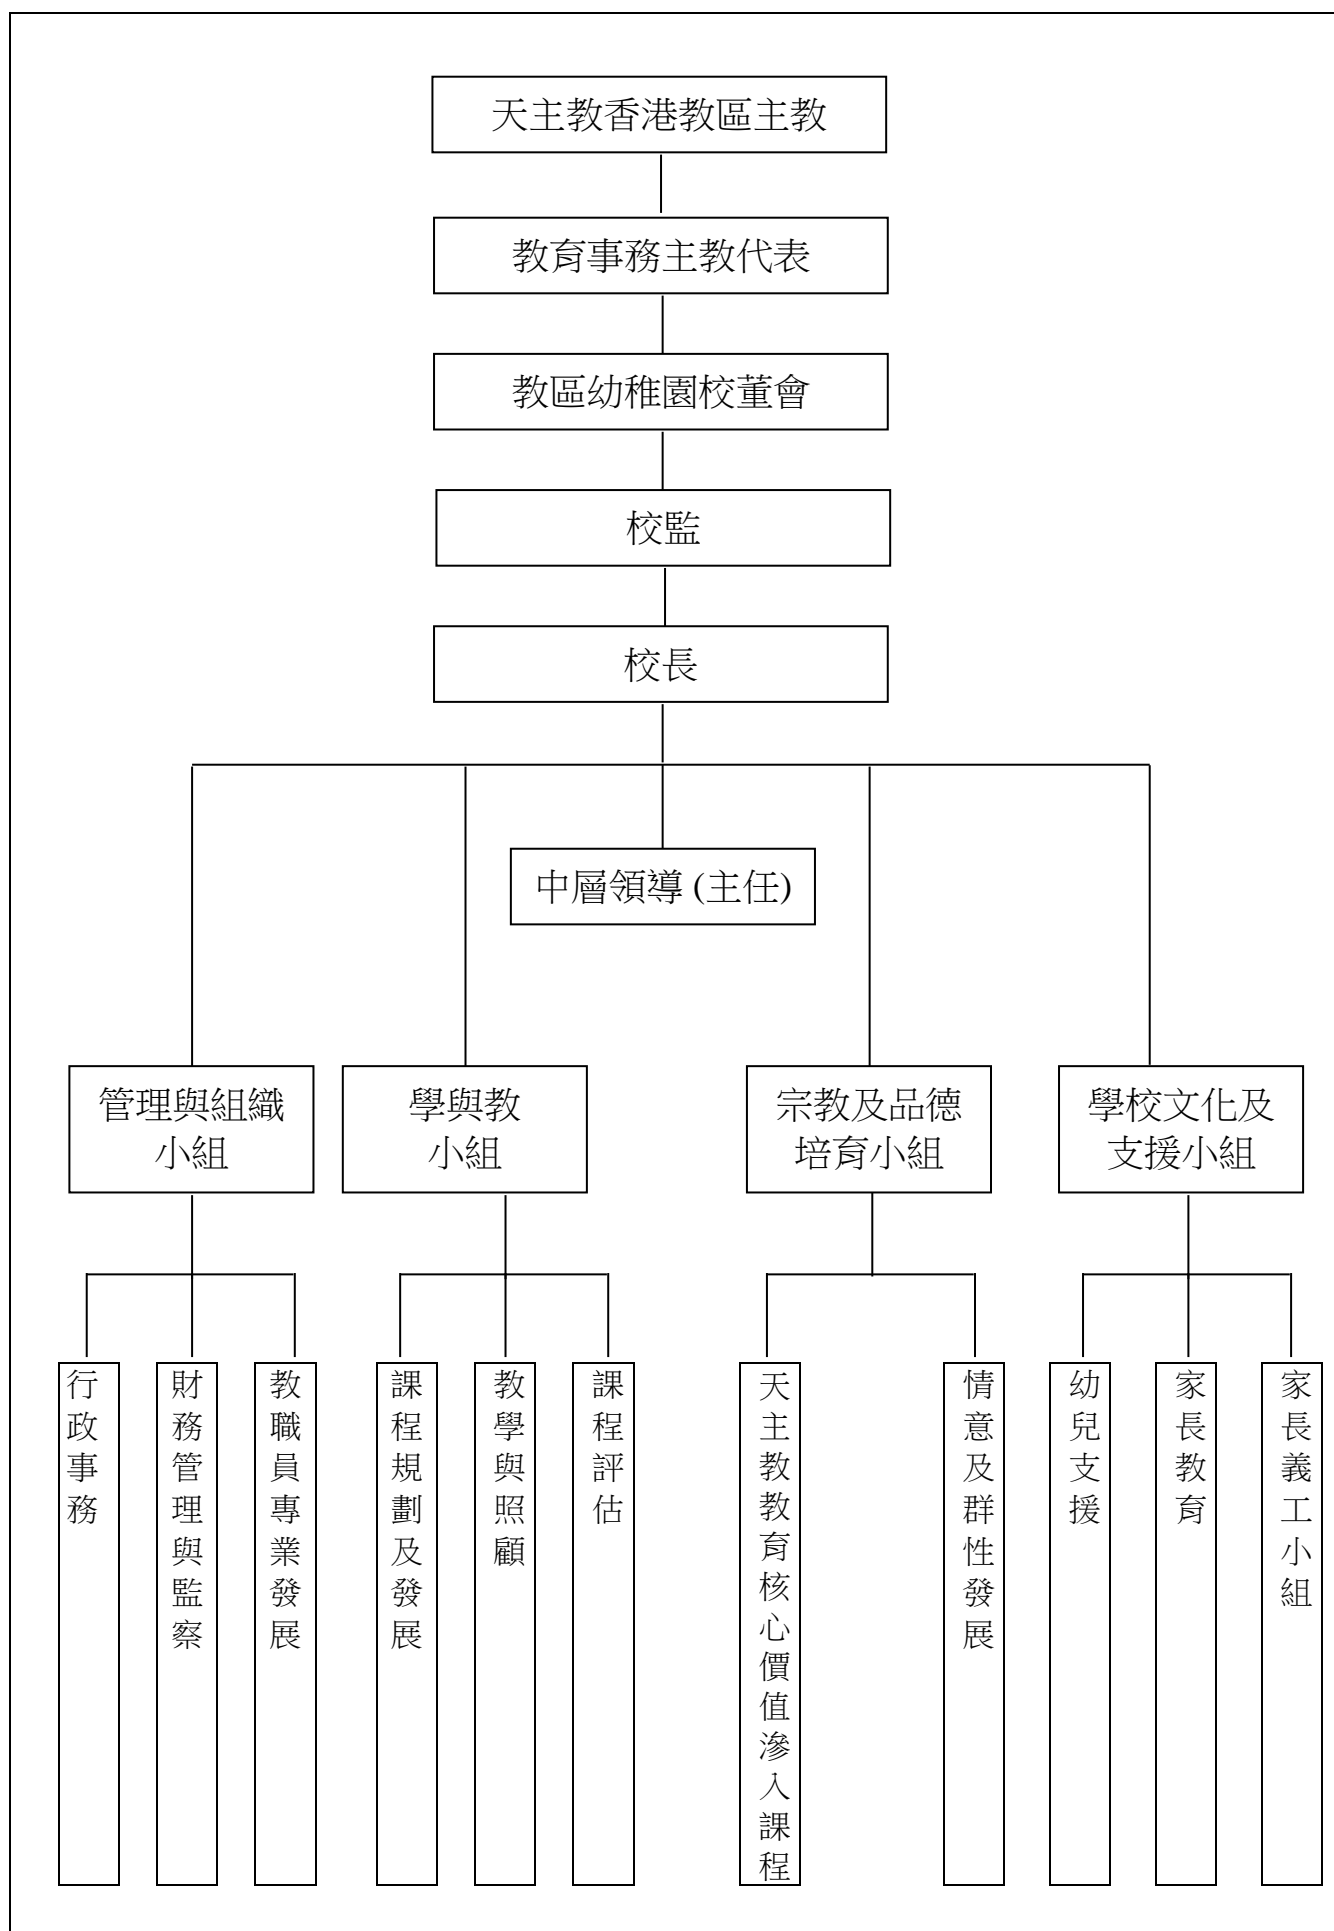 天主教香港教區主教
教育事務主教代表
教區幼稚園校董會
校監
校長
中層領導 (主任)
管理與組織
小組
學與教
小組
宗教及品德
培育小組
學校文化及
支援小組
行政事務
財務管理與監察
教職員專業發展
課程規劃及發展
教學與照顧
課程評估
天主教教育核心價值滲入課程
情意及群性發展
幼兒支援
家長教育
家長義工小組